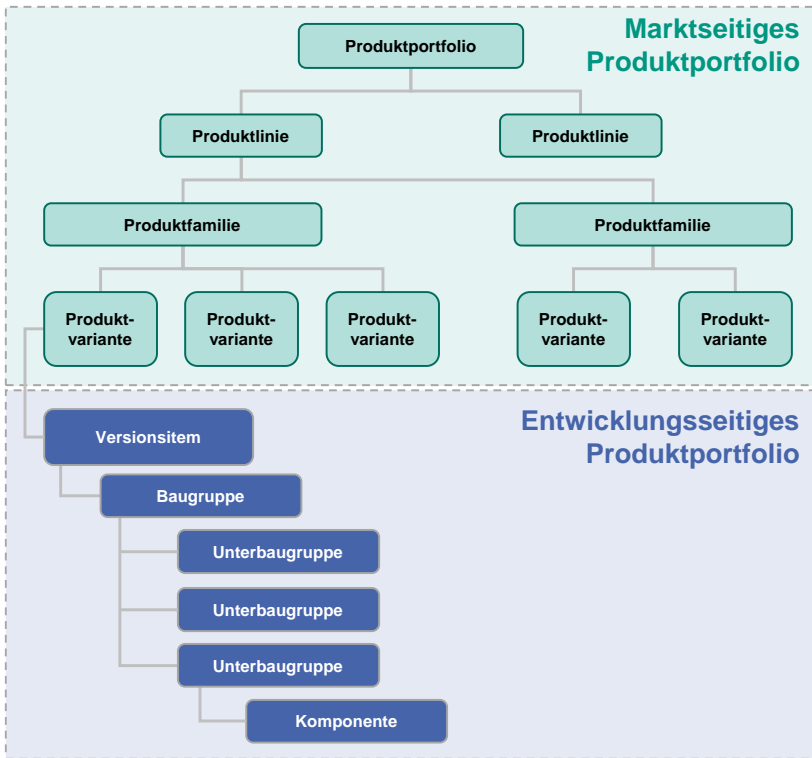 Marktseitiges
Produktportfolio
Produktportfolio
Produktlinie
Produktlinie
Produktfamilie
Produktfamilie
Produkt-
variante
Produkt-
variante
Produkt-
variante
Produkt-
variante
Produkt-
variante
Entwicklungsseitiges
Produktportfolio
Versionsitem
Baugruppe
Unterbaugruppe
Unterbaugruppe
Unterbaugruppe
Komponente